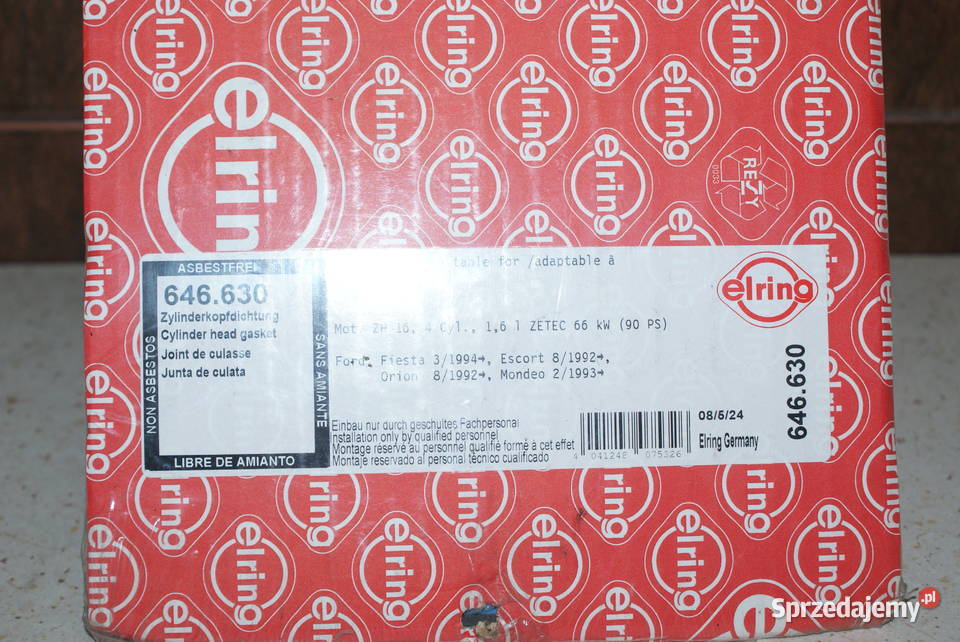 elring
RESY
0033
ASBESTFREI
646.630
Zylinderkopfdichtung
Cylinder head gasket
Joint de culasse
Junta de culata
NON ASBESTOS
SANS AMIANTE
LIBRE DE AMIANTO
table for /adaptable à
elring
Mot. ZH 16, 4 Cyl., 1,6 l ZETEC 66 kW (90 PS)
Ford. Fiesta 3/1994→, Escort 8/1992→,
Orion 8/1992→, Mondeo 2/1993→
Einbau nur durch geschultes Fachpersonal
nstallation only by qualified personnel
Montage réservé au personnel qualifié formé à cet effet
Montaje reservado al personal técnico cualificado
4 041248 075326
08/5/24
Elring Germany
646.630
Sprzedajemy.pl